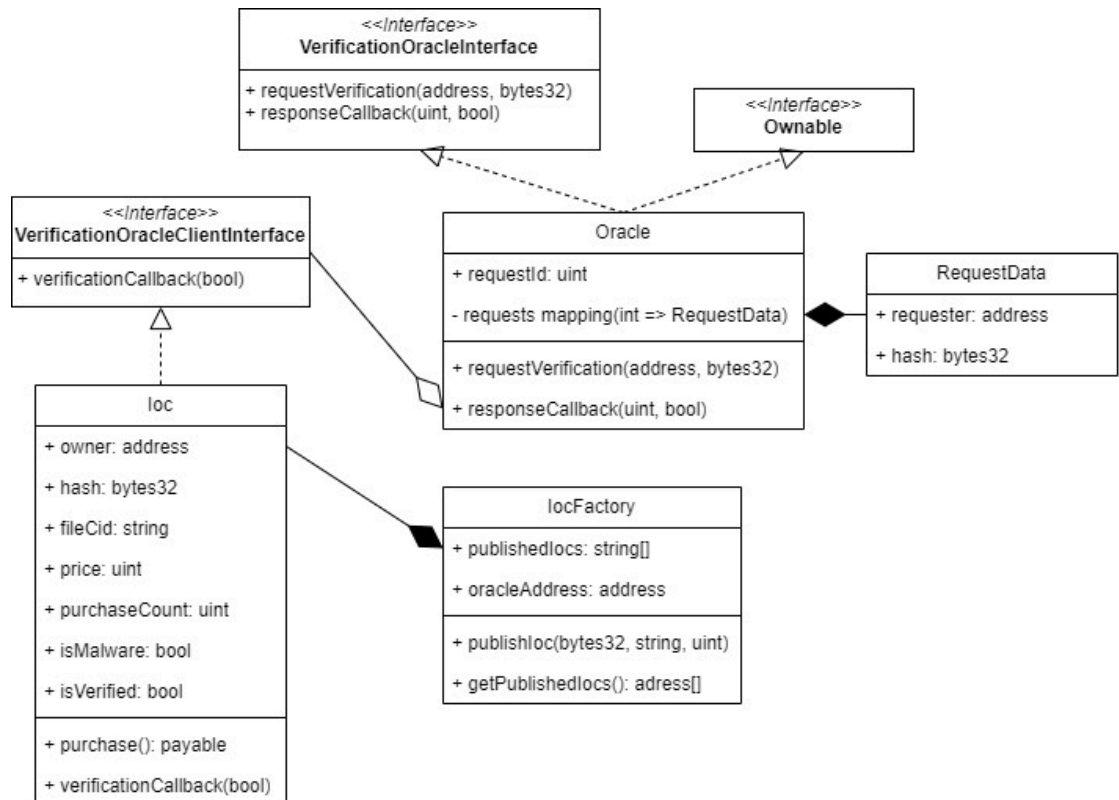 <<Interface>>
VerificationOracleInterface
+ requestVerification(address, bytes32)
+ responseCallback(uint, bool)
<<Interface>>
Ownable
<<Interface>>
VerificationOracleClientInterface
+ verificationCallback(bool)
Oracle
+ requestId: uint
- requests mapping(int => RequestData)
+ requestVerification(address, bytes32)
+ responseCallback(uint, bool)
RequestData
+ requester: address
+ hash: bytes32
Ioc
+ owner: address
+ hash: bytes32
+ fileCid: string
+ price: uint
+ purchaseCount: uint
+ isMalware: bool
+ isVerified: bool
+ purchase(): payable
+ verificationCallback(bool)
IocFactory
+ publishedIocs: string[]
+ oracleAddress: address
+ publishIoc(bytes32, string, uint)
+ getPublishedIocs(): adress[]